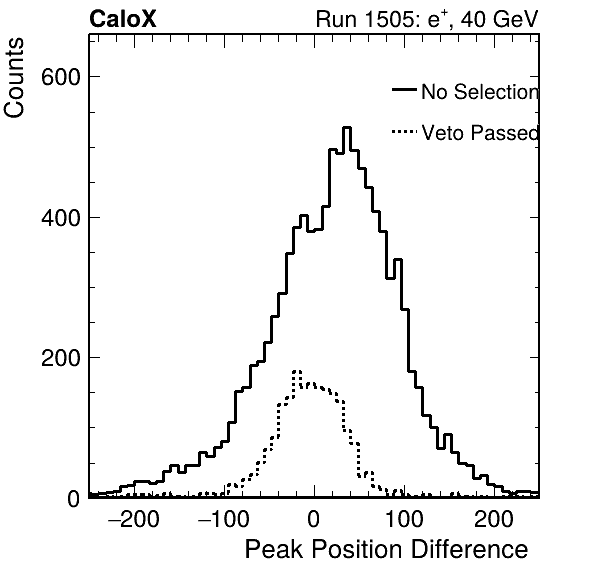 CaloX Run 1505: e⁺, 40 GeV
Counts
600
400
200
0
No Selection
Veto Passed
−200 −100 0 100 200
Peak Position Difference